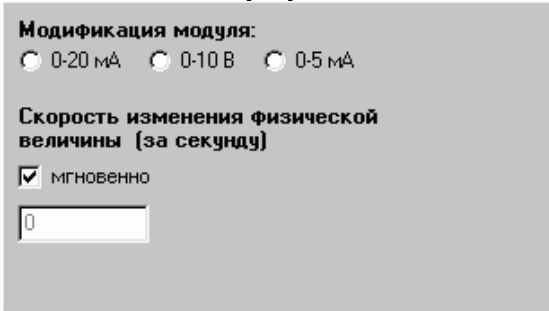 Модификация модуля:
0-20 мА 0-10 В 0-5 мА
Скорость изменения физической
величины (за секунду)
мгновенно
0